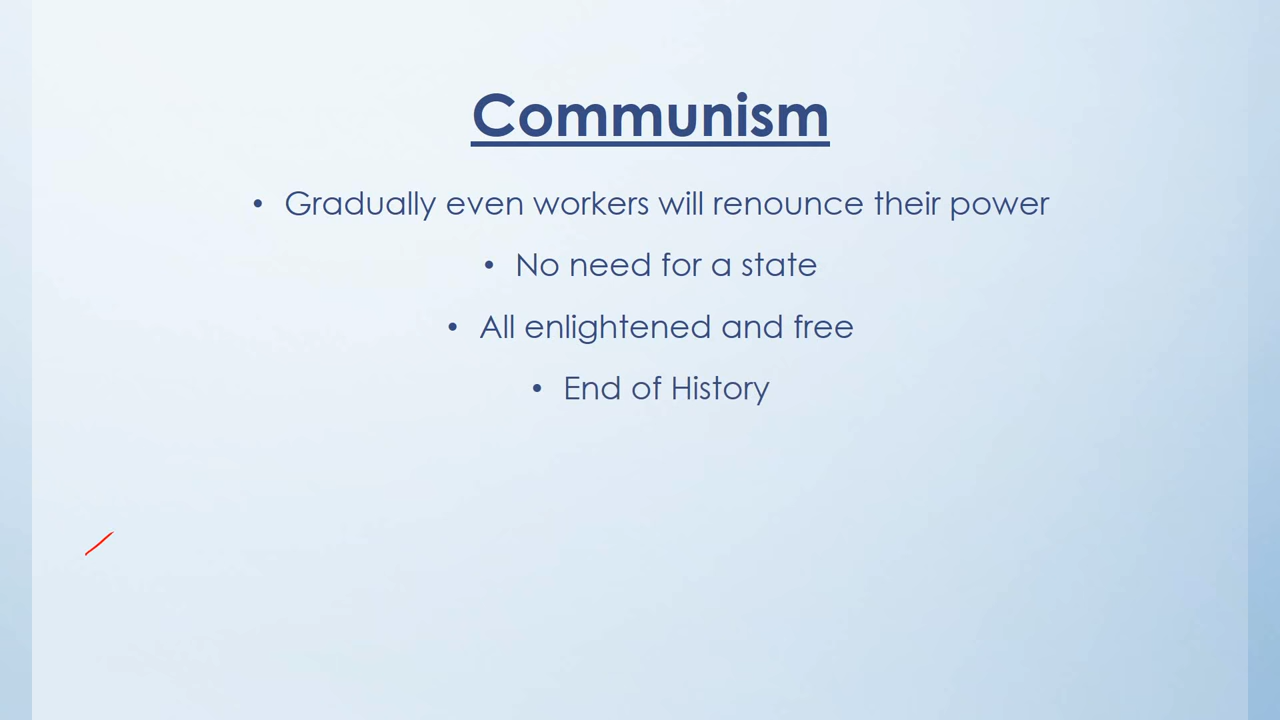 Communism
• Gradually even workers will renounce their power
• No need for a state
• All enlightened and free
• End of History